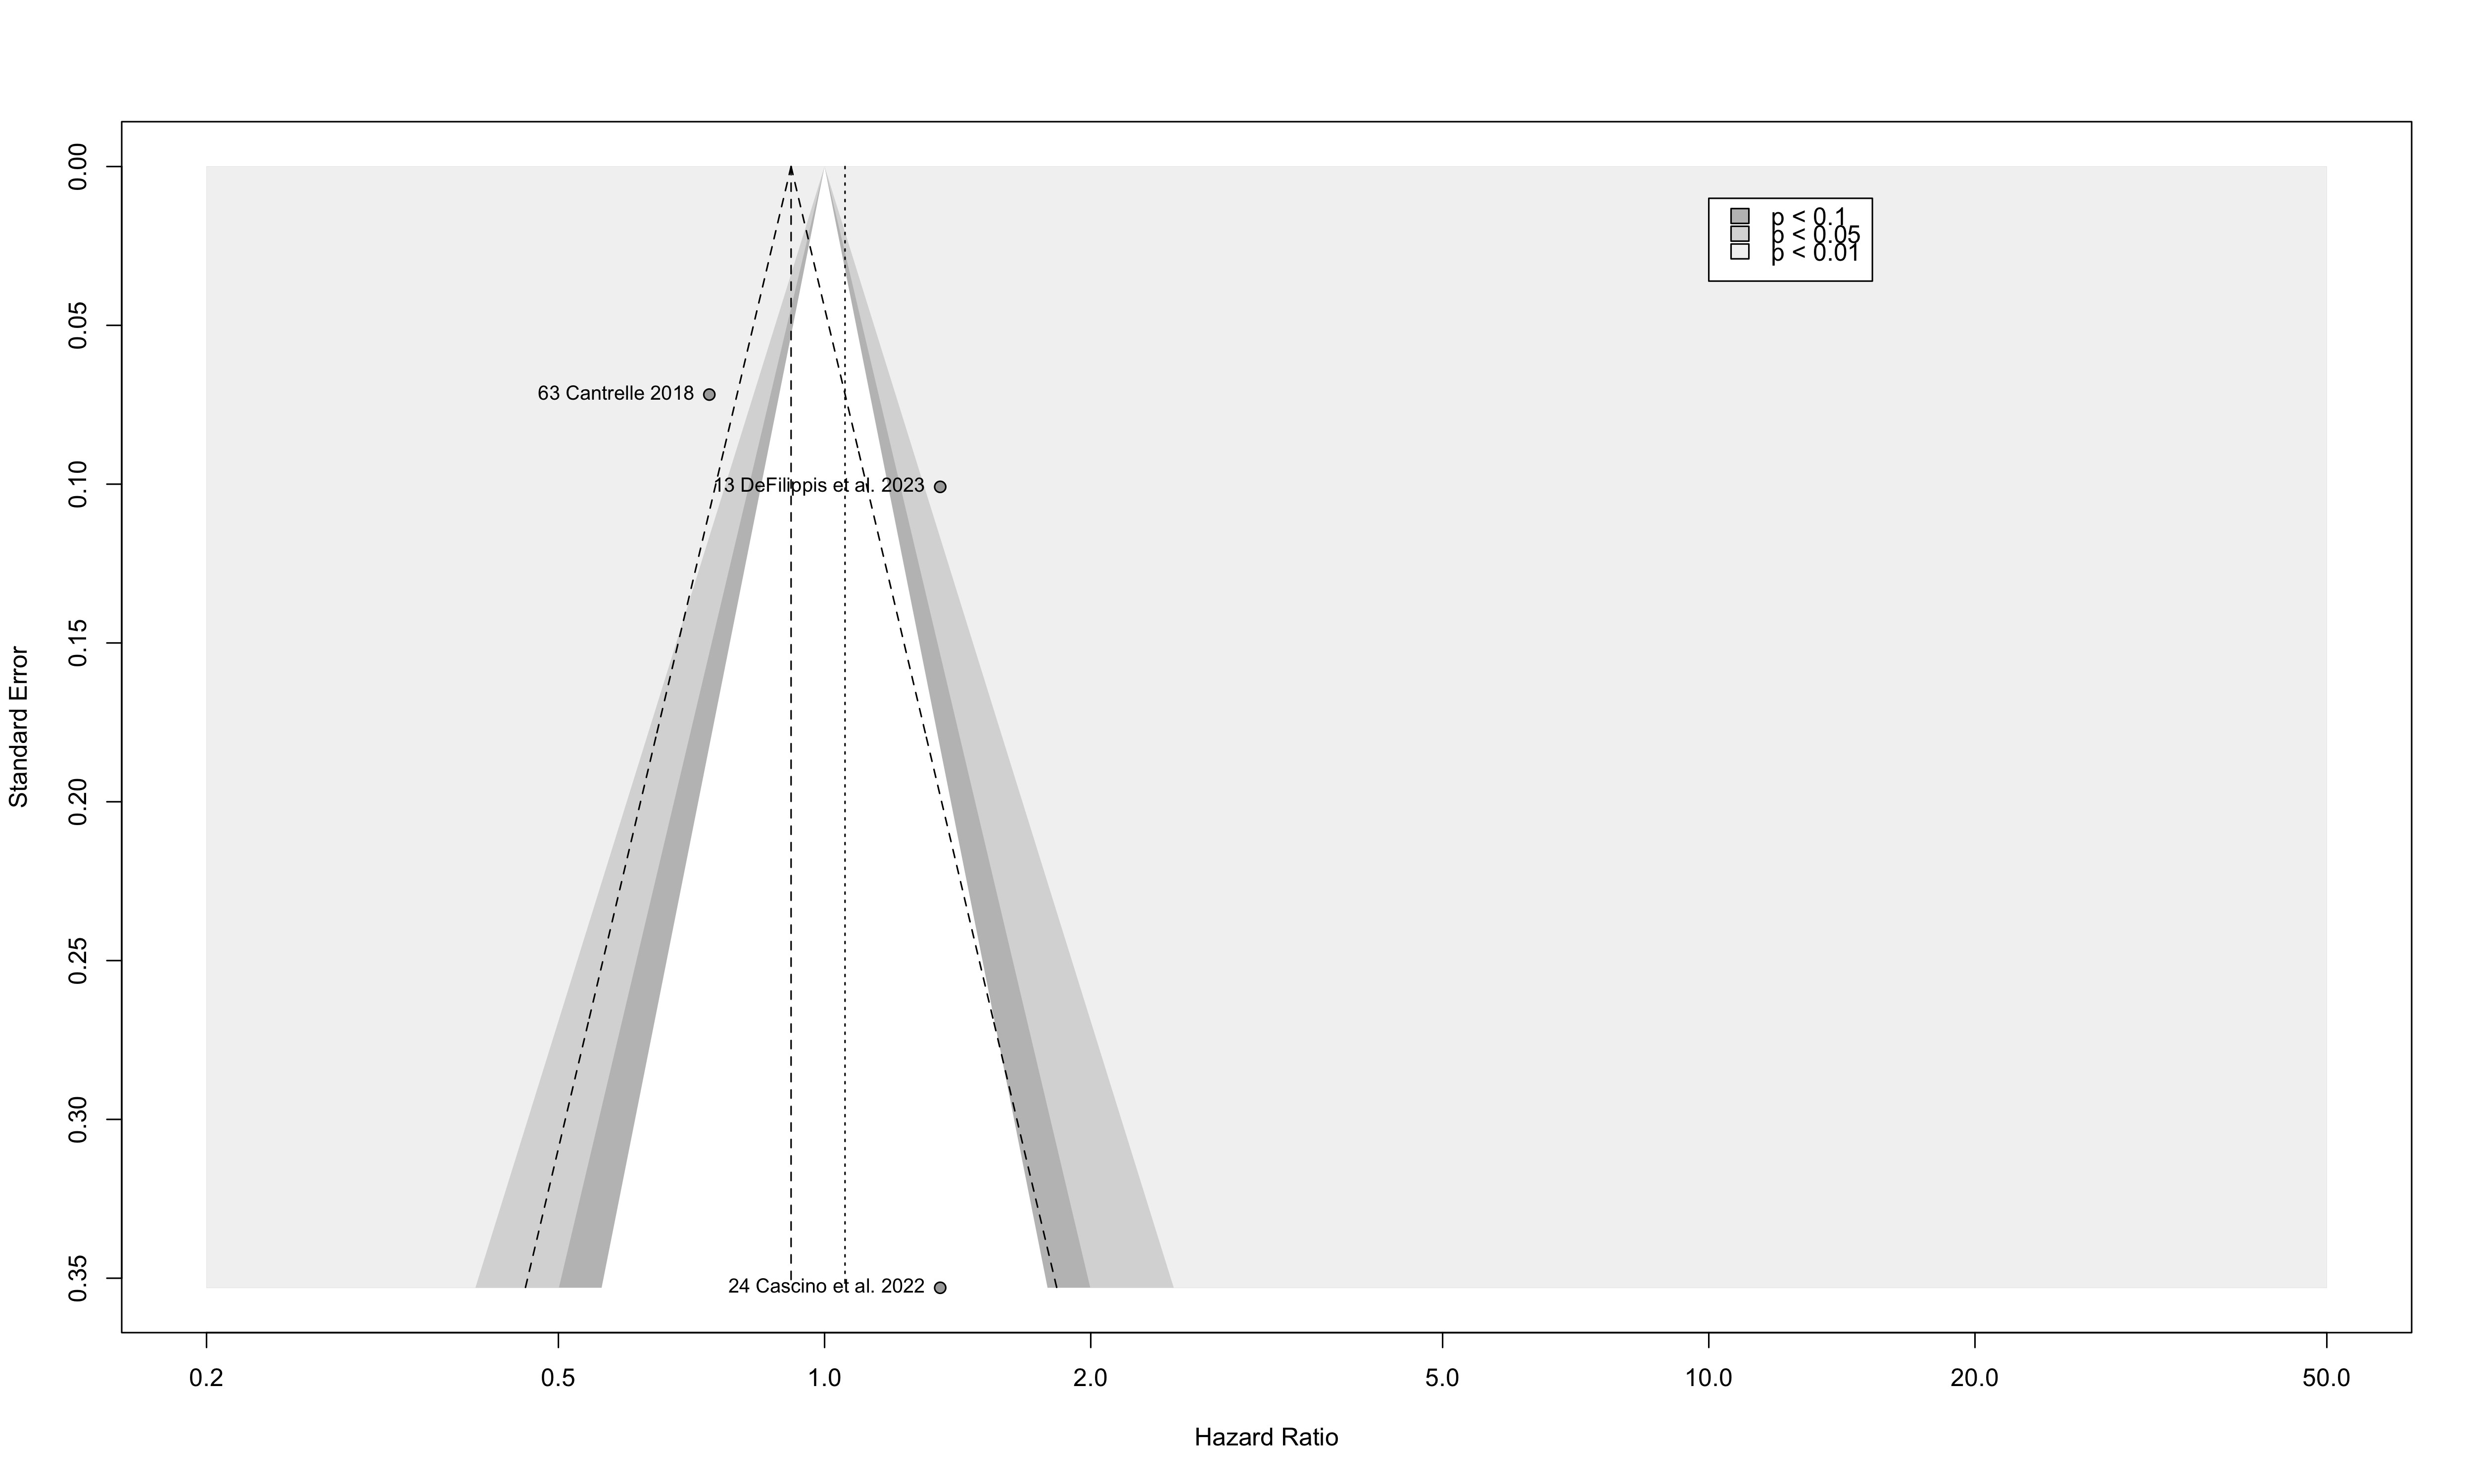 0.00
0.05
0.10
0.15
0.20
0.25
0.30
0.35
Standard Error
p < 0.1
p < 0.05
p < 0.01
63 Cantrelle 2018
13 DeFilippis et al. 2023
24 Cascino et al. 2022
0.2 0.5 1.0 2.0 5.0 10.0 20.0 50.0
Hazard Ratio